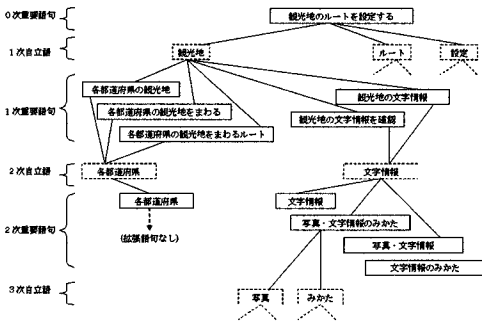 0次重要語句
観光地のルートを設定する
1次自立語
観光地
ルート
設定
1次重要語句
各都道府県の観光地
各都道府県の観光地をまわる
各都道府県の観光地をまわるルート
観光地の文字情報
観光地の文字情報を確認
2次自立語
各都道府県
文字情報
2次重要語句
各都道府県
(拡張語句なし)
文字情報
写真・文字情報のみかた
写真・文字情報
文字情報のみかた
3次自立語
写真
みかた